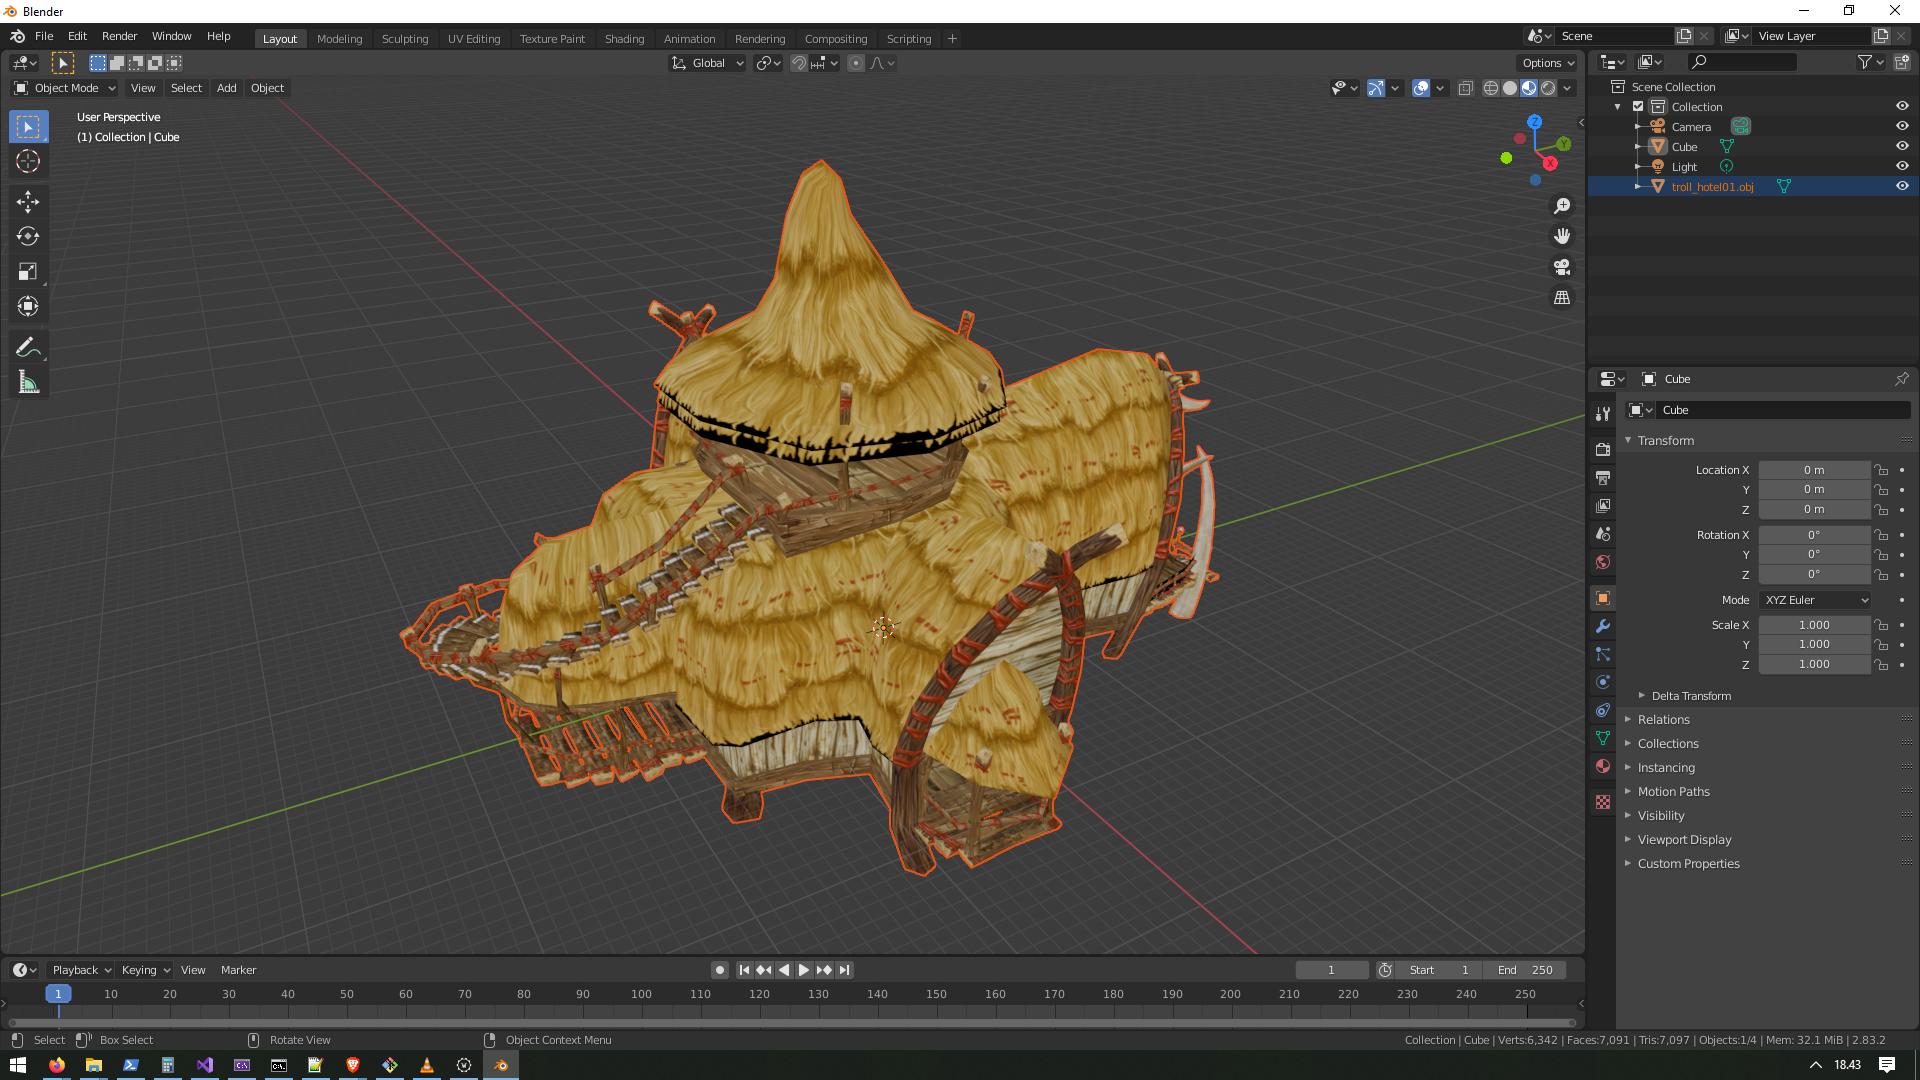 Blender
File Edit Render Window Help
Layout Modeling Sculpting UV Editing Texture Paint Shading Animation Rendering Compositing Scripting +
Scene
View Layer
Global
Options
Object Mode View Select Add Object
User Perspective
(1) Collection | Cube
Z
Y
X
Scene Collection
Collection
Camera
Cube
Light
troll_hotel01.obj
Cube
Cube
Transform
Location X 0 m
Y 0 m
Z 0 m
Rotation X 0°
Y 0°
Z 0°
Mode XYZ Euler
Scale X 1.000
Y 1.000
Z 1.000
Delta Transform
Relations
Collections
Instancing
Motion Paths
Visibility
Viewport Display
Custom Properties
Playback Keying View Marker
1 Start 1 End 250
1 10 20 30 40 50 60 70 80 90 100 110 120 130 140 150 160 170 180 190 200 210 220 230 240 250
Select Box Select Rotate View Object Context Menu
Collection | Cube | Verts:6,342 | Faces:7,091 | Tris:7,097 | Objects:1/4 | Mem: 32.1 MiB | 2.83.2
18.43